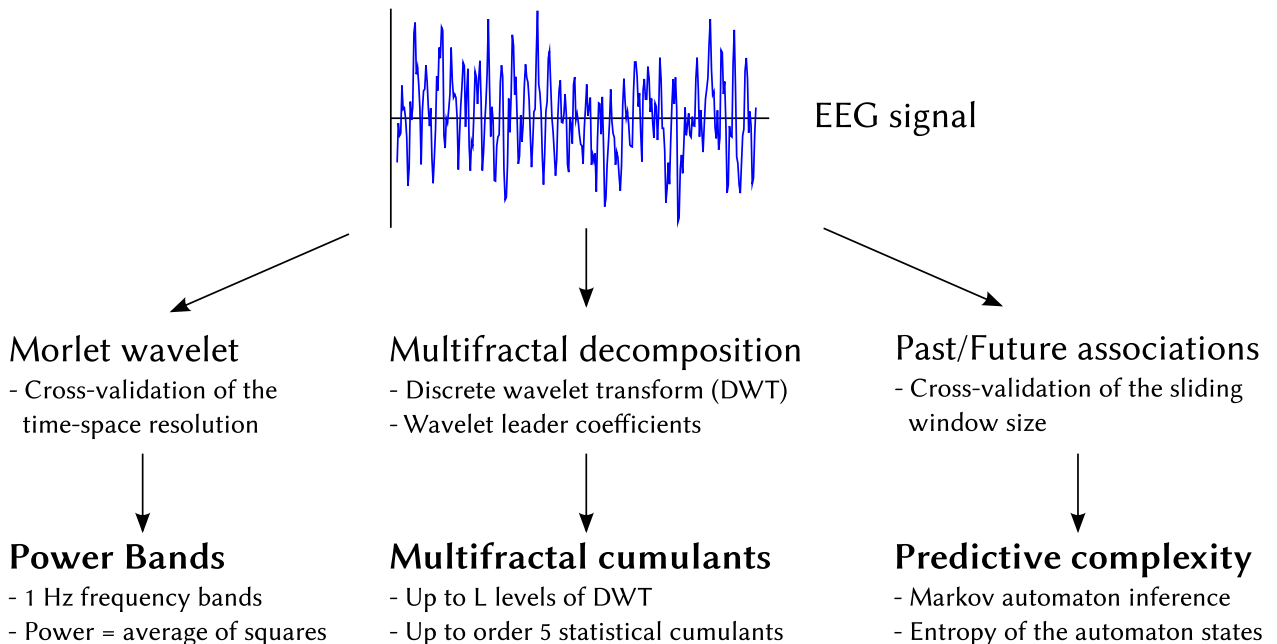 EEG signal
Morlet wavelet
- Cross-validation of the
time-space resolution
Multifractal decomposition
- Discrete wavelet transform (DWT)
- Wavelet leader coefficients
Past/Future associations
- Cross-validation of the sliding
window size
Power Bands
- 1 Hz frequency bands
- Power = average of squares
Multifractal cumulants
- Up to L levels of DWT
- Up to order 5 statistical cumulants
Predictive complexity
- Markov automaton inference
- Entropy of the automaton states